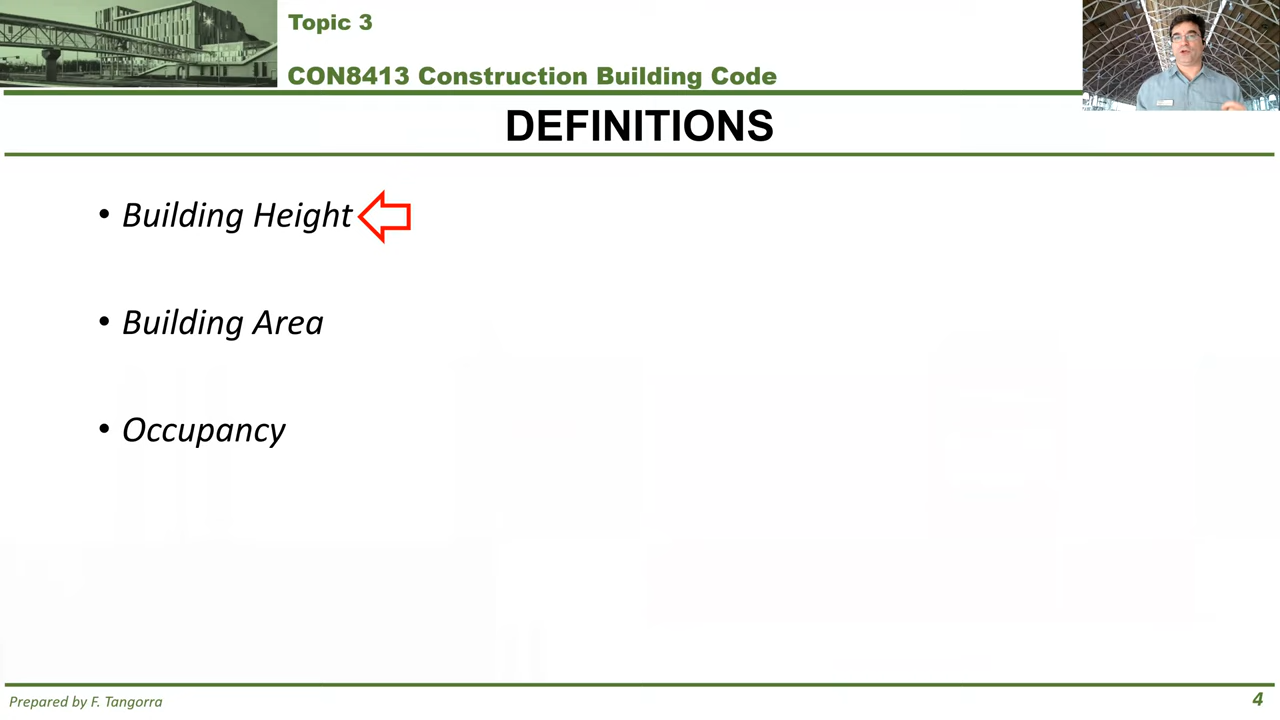 Topic 3
CON8413 Construction Building Code
DEFINITIONS
• Building Height
• Building Area
• Occupancy
Prepared by F. Tangorra
4